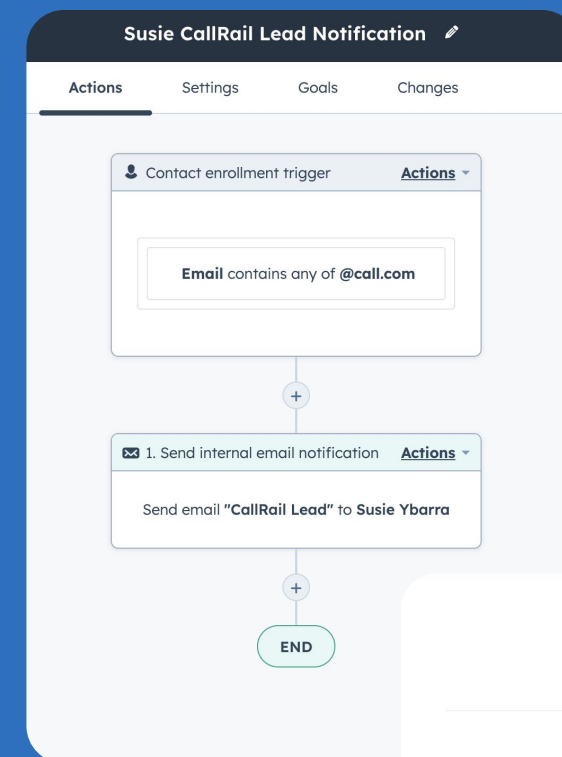 Susie CallRail Lead Notification
Actions Settings Goals Changes
Contact enrollment trigger Actions
Email contains any of @call.com
+
1. Send internal email notification Actions
Send email "CallRail Lead" to Susie Ybarra
+
END